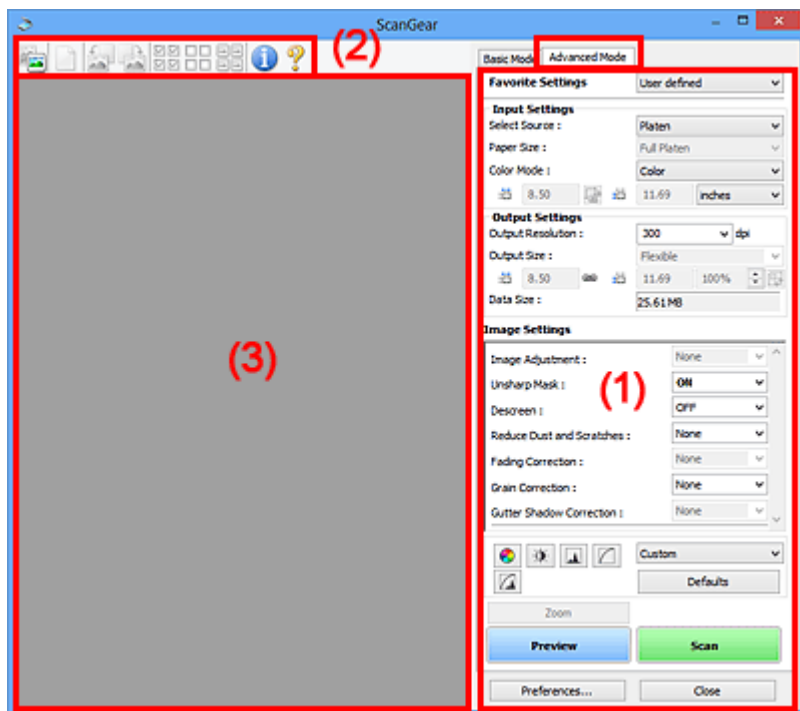 ScanGear
(2)
Basic Mode Advanced Mode
Favorite Settings User defined
Input Settings
Select Source : Platen
Paper Size : Full Platen
Color Mode : Color
8.50 11.69 inches
Output Settings
Output Resolution : 300 dpi
Output Size : Flexible
8.50 11.69 100%
Data Size : 25.61MB
Image Settings
(3)
(1)
Image Adjustment : None
Unsharp Mask : ON
Descreen : OFF
Reduce Dust and Scratches : None
Fading Correction : None
Grain Correction : None
Gutter Shadow Correction : None
Custom
Defaults
Zoom
Preview Scan
Preferences... Close